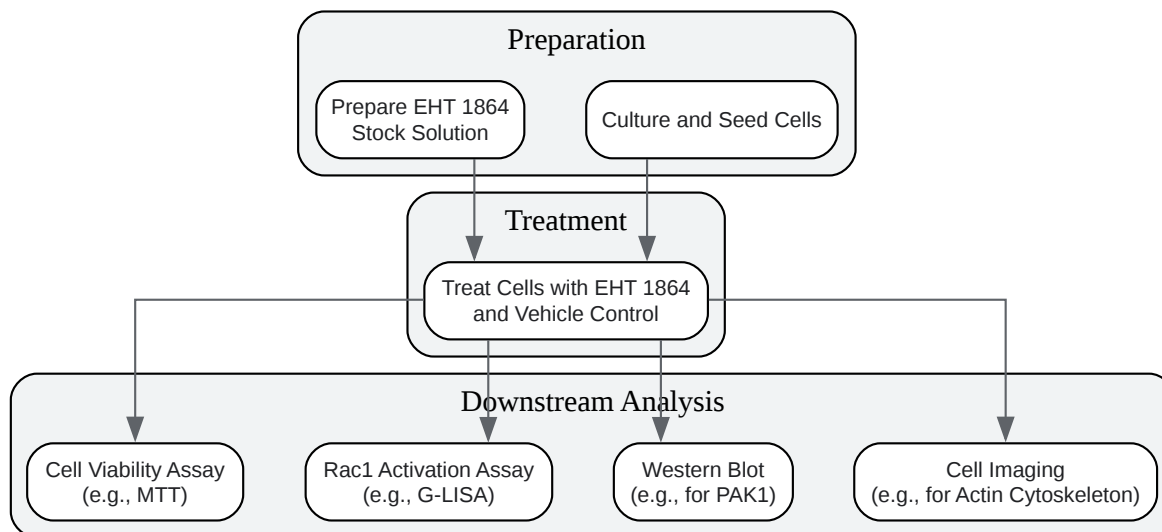 Preparation
Prepare EHT 1864
Stock Solution
Culture and Seed Cells
Treatment
Treat Cells with EHT 1864
and Vehicle Control
Downstream Analysis
Cell Viability Assay
(e.g., MTT)
Rac1 Activation Assay
(e.g., G-LISA)
Western Blot
(e.g., for PAK1)
Cell Imaging
(e.g., for Actin Cytoskeleton)